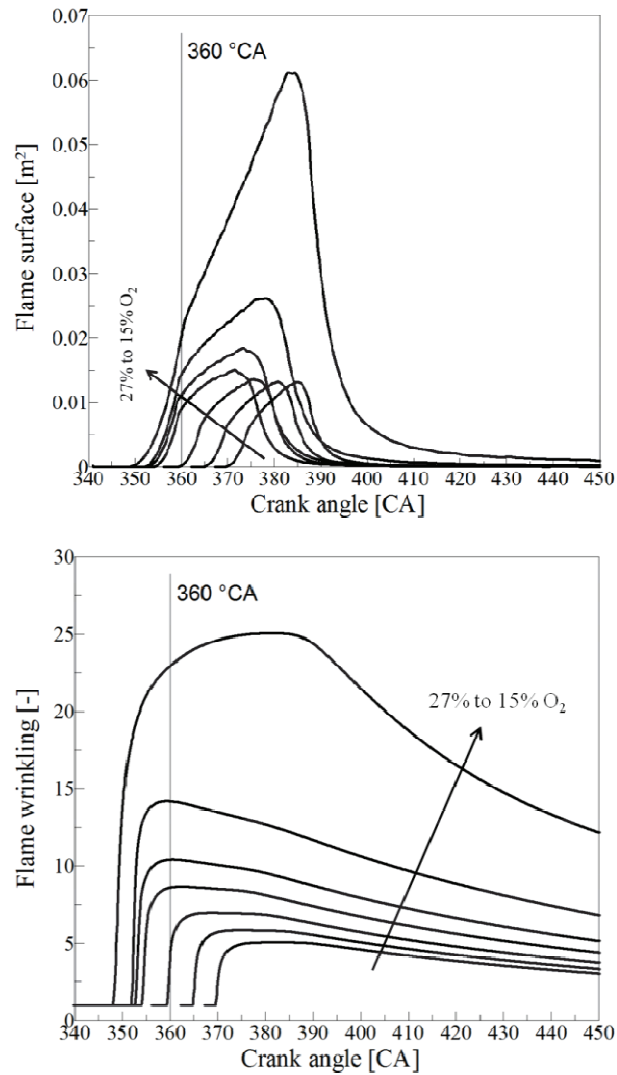 0.07
0.06
0.05
0.04
0.03
0.02
0.01
0
Flame surface [m²]
360 °CA
27% to 15% O₂
340 350 360 370 380 390 400 410 420 430 440 450
Crank angle [CA]
30
25
20
15
10
5
0
Flame wrinkling [-]
360 °CA
27% to 15% O₂
340 350 360 370 380 390 400 410 420 430 440 450
Crank angle [CA]